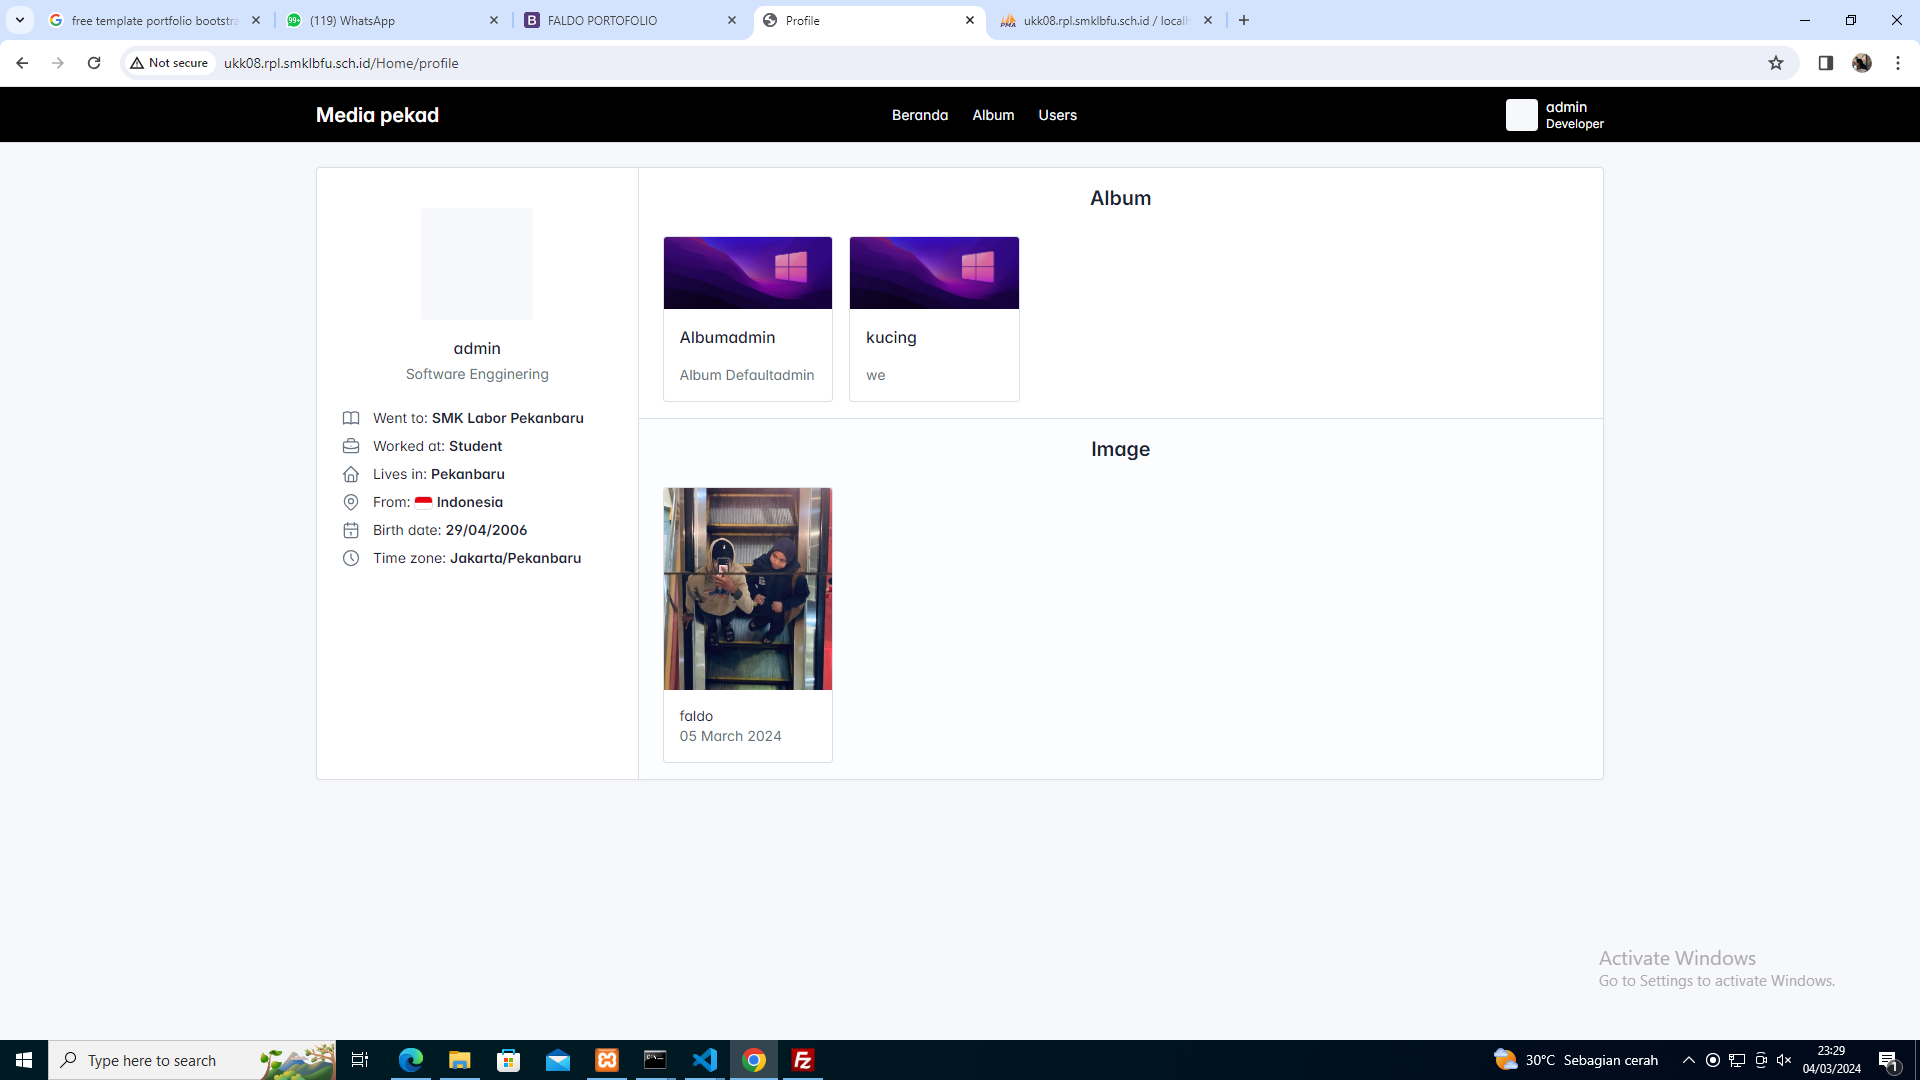 free template portfolio bootstra
(119) WhatsApp
FALDO PORTOFOLIO
Profile
ukk08.rpl.smklbfu.sch.id / localh
Not secure
ukk08.rpl.smklbfu.sch.id/Home/profile
Media pekad
Beranda
Album
Users
admin
Developer
admin
Software Engginering
Went to: SMK Labor Pekanbaru
Worked at: Student
Lives in: Pekanbaru
From: Indonesia
Birth date: 29/04/2006
Time zone: Jakarta/Pekanbaru
Album
Albumadmin
Album Defaultadmin
kucing
we
Image
faldo
05 March 2024
Activate Windows
Go to Settings to activate Windows.
Type here to search
30°C Sebagian cerah
23:29
04/03/2024
1